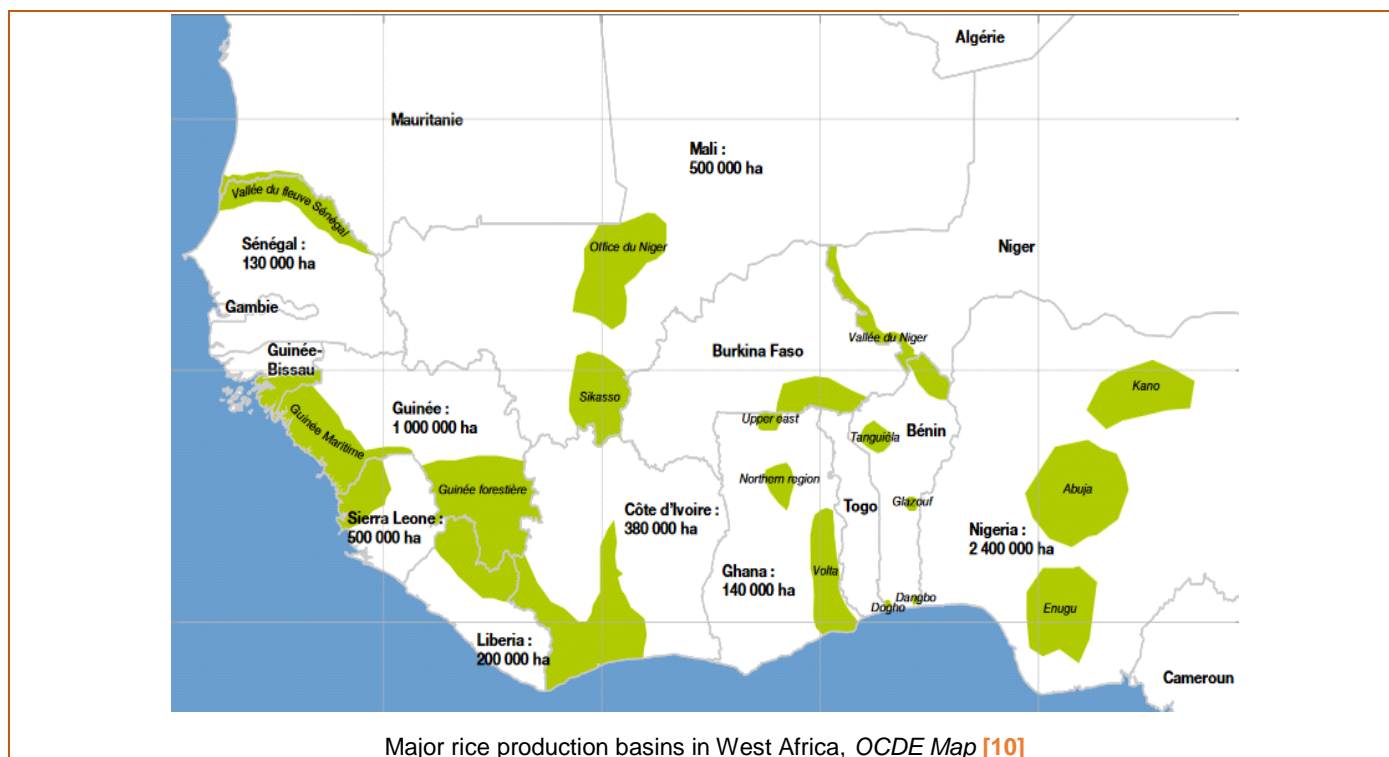 Algérie
Mauritanie
Mali :
500 000 ha
Vallée du fleuve Sénégal
Sénégal :
130 000 ha
Office du Niger
Niger
Gambie
Vallée du Niger
Guinée-
Bissau
Burkina Faso
Kano
Sikasso
Guinée :
1 000 000 ha
Guinée Maritime
Upper east
Tanguiéla
Bénin
Northern region
Guinée forestière
Abuja
Côte d'Ivoire :
380 000 ha
Togo
Glazouf
Sierra Leone :
500 000 ha
Nigeria :
2 400 000 ha
Ghana :
140 000 ha
Volta
Dangbo
Dogho
Enugu
Liberia :
200 000 ha
Cameroun
Major rice production basins in West Africa, OCDE Map [10]